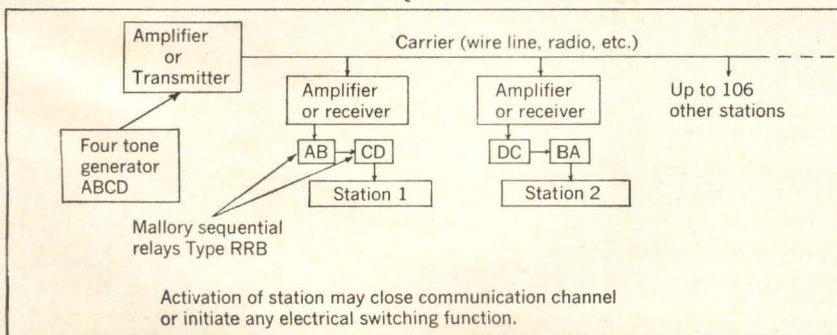 Amplifier
or
Transmitter
Carrier (wire line, radio, etc.)
Amplifier
or receiver
Amplifier
or receiver
Up to 106
other stations
Four tone
generator
ABCD
AB
CD
DC
BA
Station 1
Station 2
Mallory sequential
relays Type RRB
Activation of station may close communication channel
or initiate any electrical switching function.